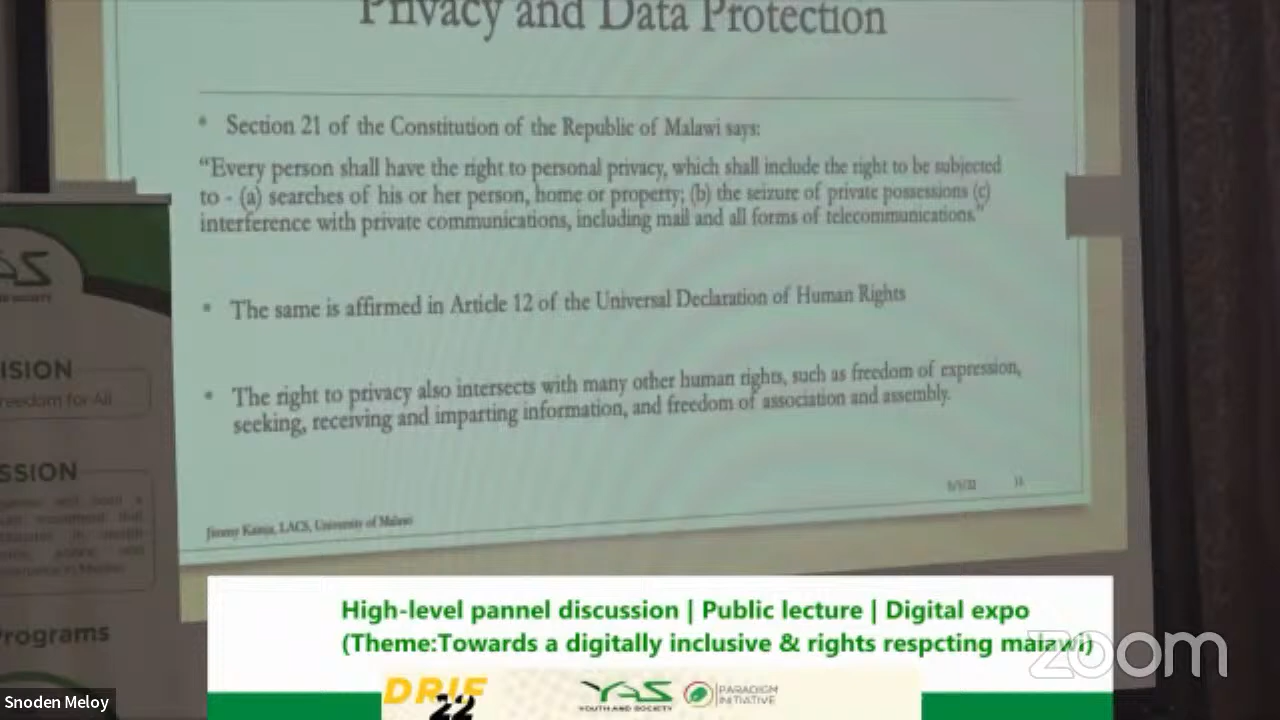 Privacy and Data Protection
• Section 21 of the Constitution of the Republic of Malawi says:
“Every person shall have the right to personal privacy, which shall include the right to be subjected
to - (a) searches of his or her person, home or property; (b) the seizure of private possessions (c)
interference with private communications, including mail and all forms of telecommunications.”
• The same is affirmed in Article 12 of the Universal Declaration of Human Rights
• The right to privacy also intersects with many other human rights, such as freedom of expression,
seeking, receiving and imparting information, and freedom of association and assembly.
LACS, University of Malawi
11
AS
ISION
reedom for All
SSION
rograms
High-level pannel discussion | Public lecture | Digital expo
(Theme:Towards a digitally inclusive & rights respcting malawi)
zoom
DRIF
22
YAS
YOUTH AND SOCIETY
PARADIGM
INITIATIVE
Svendon Meloy